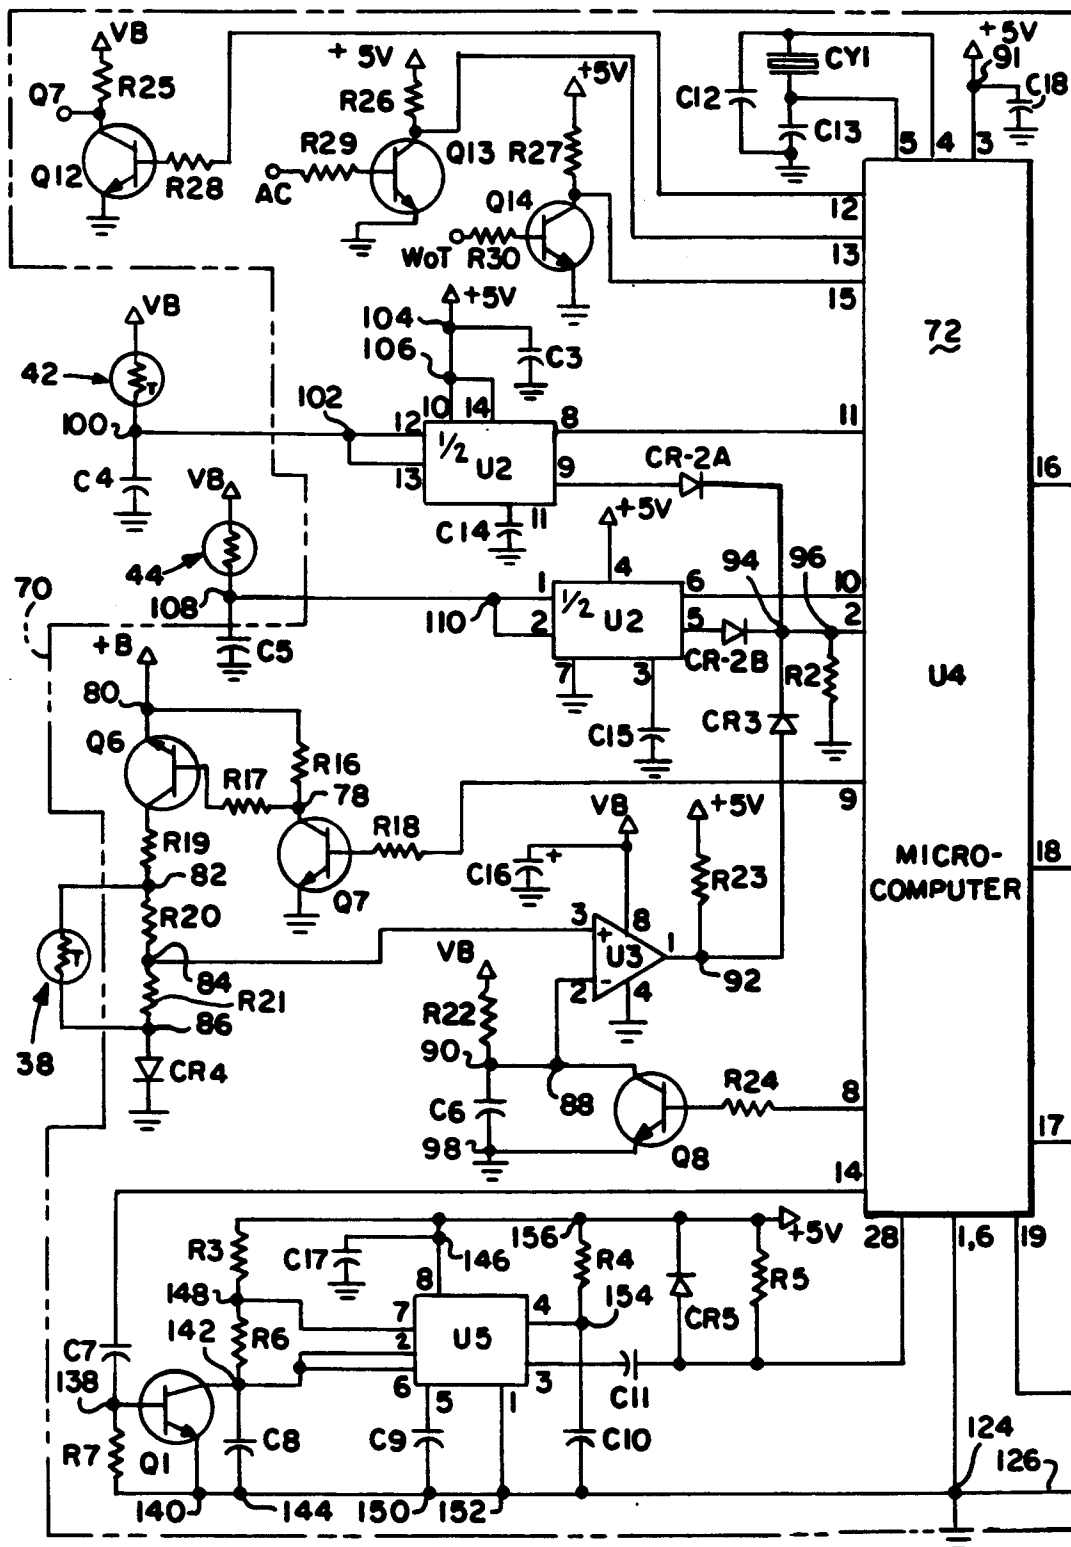 VB
R25
Q7
Q12
R28
+5V
R26
R29
AC
Q13
+5V
R27
Q14
WoT
R30
C12
CY1
C13
+5V
91
C18
5
4
3
12
13
15
72
VB
42
100
C4
+5V
104
106
C3
102
10
14
12
13
1/2
U2
8
9
11
C14
11
CR-2A
16
VB
44
108
C5
+5V
4
110
1
2
1/2
U2
6
5
7
3
C15
CR-2B
94
96
10
2
R2
CR3
U4
70
+B
80
Q6
R17
R16
78
R18
Q7
9
R19
82
R20
84
R21
86
38
CR4
VB
C16
+
+5V
R23
3
+
8
U3
1
2
-
4
92
MICRO-
COMPUTER
18
VB
R22
90
C6
98
88
Q8
R24
8
17
14
28
1,6
19
R3
148
142
R6
C17
146
8
7
2
6
U5
4
3
5
1
156
R4
154
CR5
R5
+5V
C11
C7
138
R7
Q1
C8
C9
C10
140
144
150
152
124
126